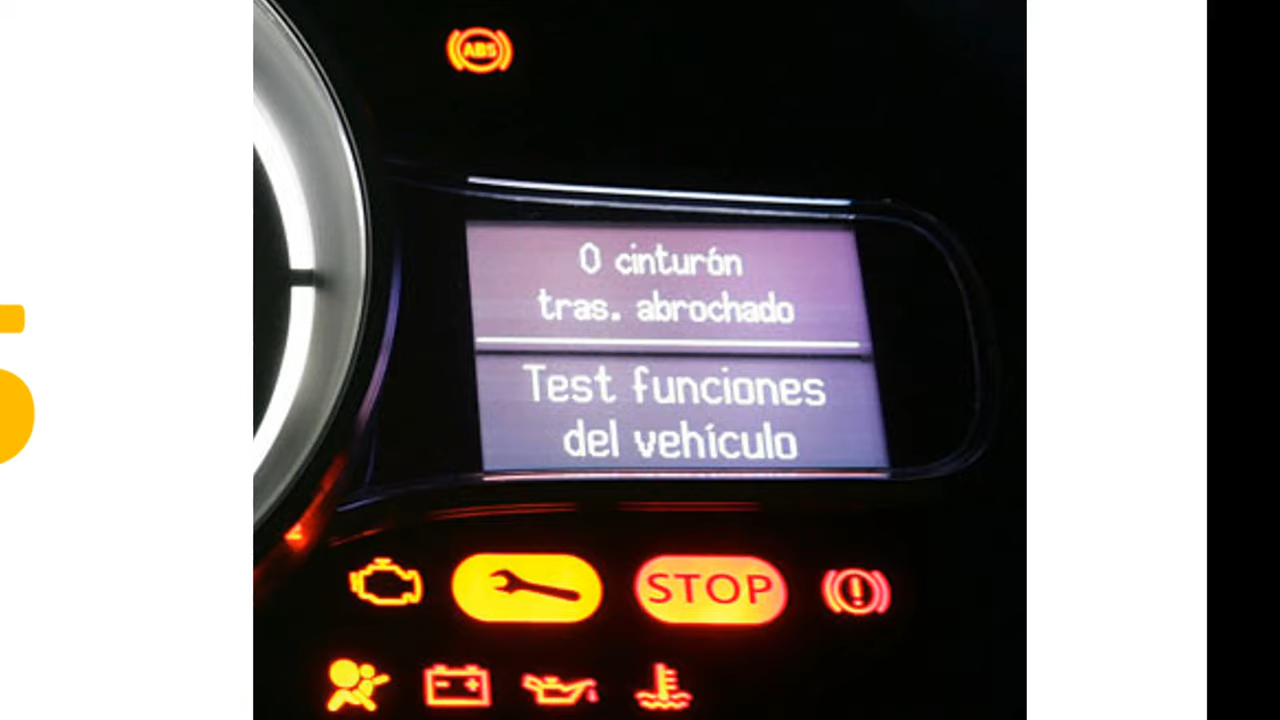 ABS
0 cinturón
tras. abrochado
Test funciones
del vehículo
STOP